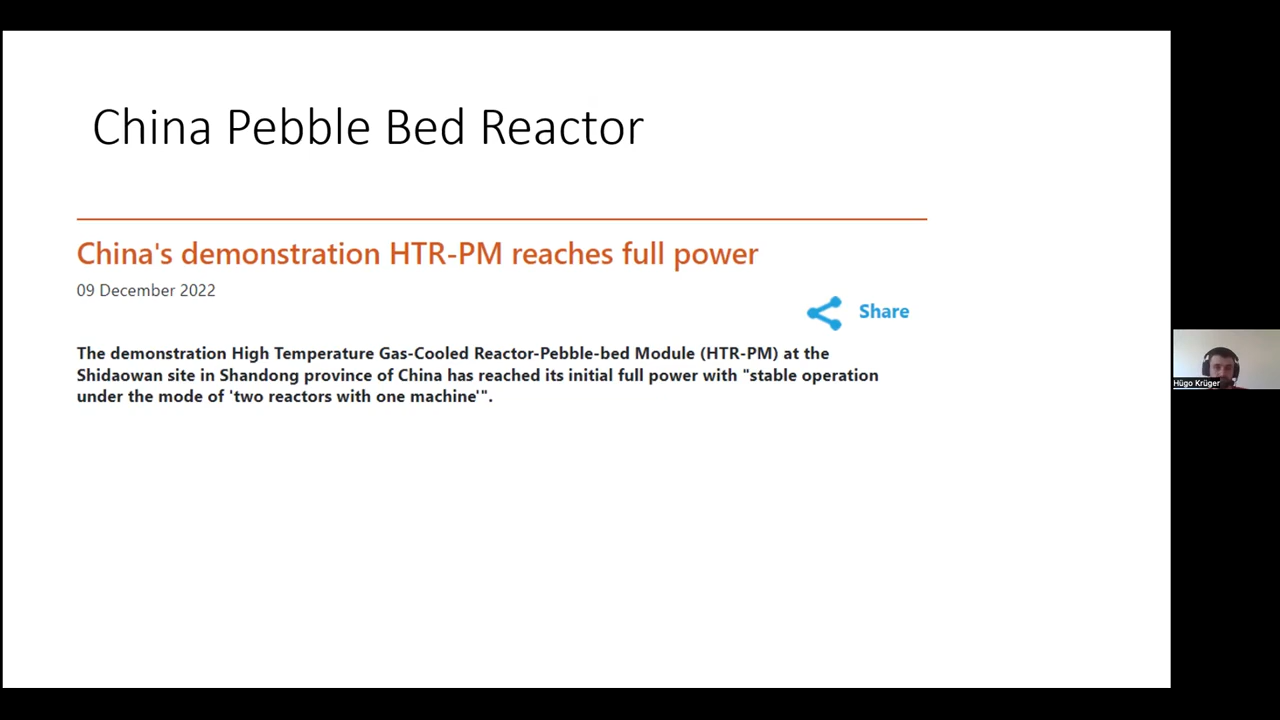 China Pebble Bed Reactor
China's demonstration HTR-PM reaches full power
09 December 2022
Share
The demonstration High Temperature Gas-Cooled Reactor-Pebble-bed Module (HTR-PM) at the
Shidaowan site in Shandong province of China has reached its initial full power with "stable operation
under the mode of 'two reactors with one machine'".
Hügo Krüger